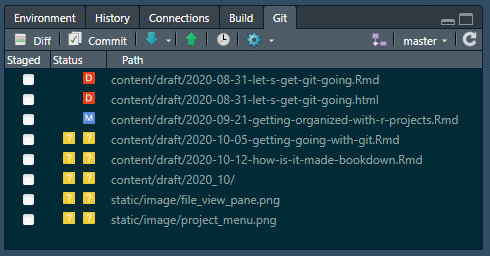 Environment History Connections Build Git
Diff Commit master
Staged Status Path
D content/draft/2020-08-31-let-s-get-git-going.Rmd
D content/draft/2020-08-31-let-s-get-git-going.html
M content/draft/2020-09-21-getting-organized-with-r-projects.Rmd
? ? content/draft/2020-10-05-getting-going-with-git.Rmd
? ? content/draft/2020-10-12-how-is-it-made-bookdown.Rmd
? ? content/draft/2020_10/
? ? static/image/file_view_pane.png
? ? static/image/project_menu.png